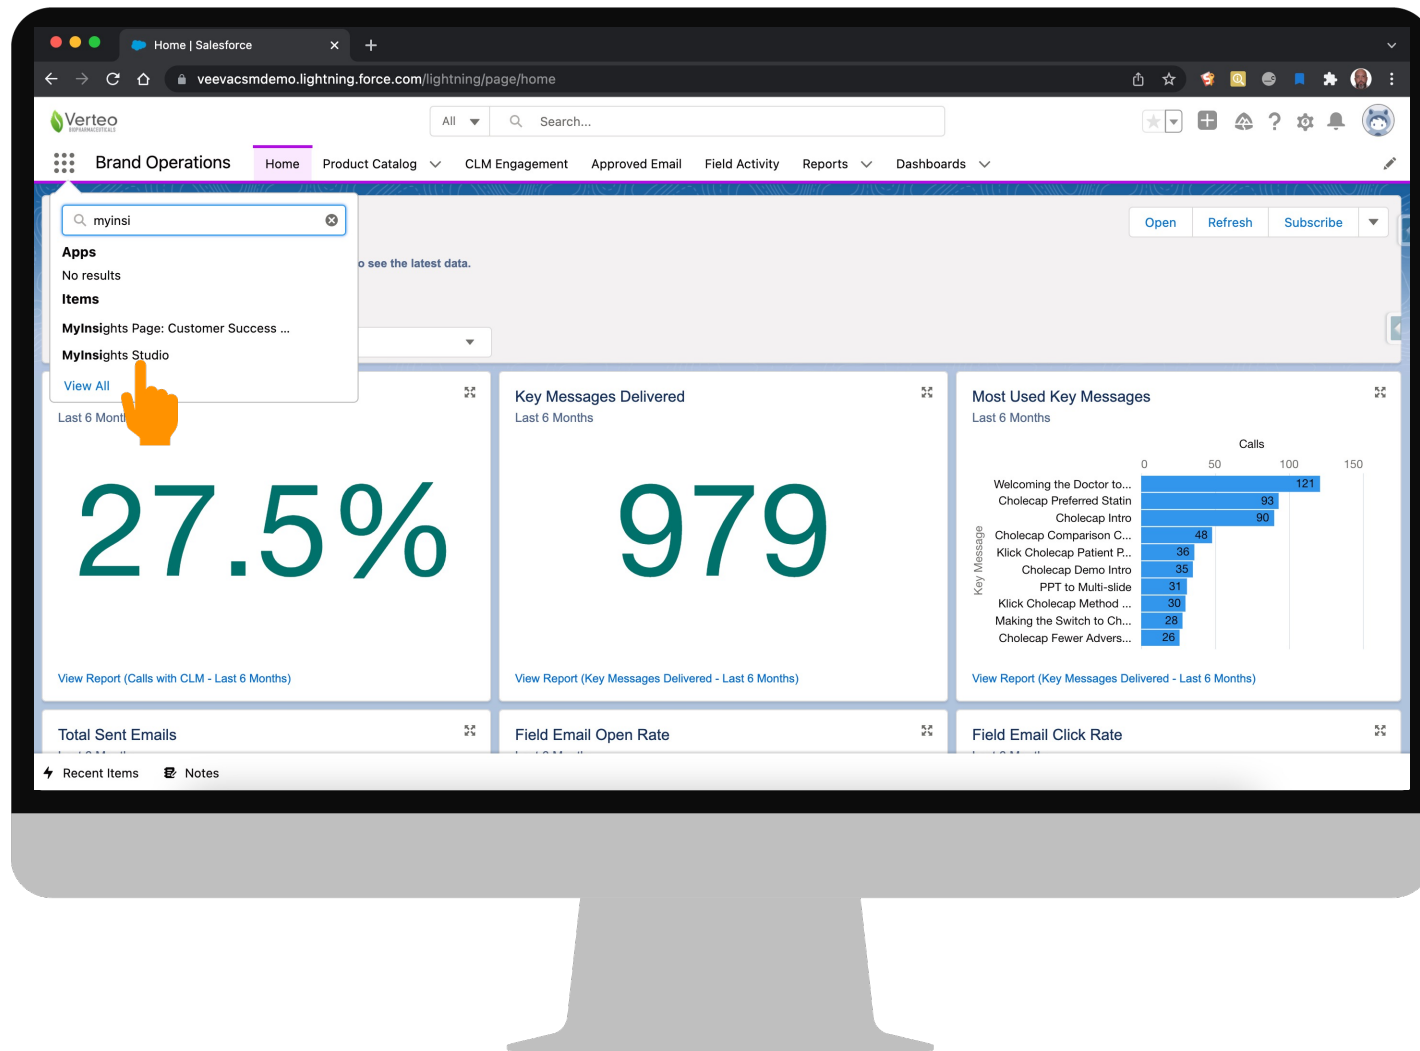 Home | Salesforce
veevacsmdemo.lightning.force.com/lightning/page/home
Verteo
BIOPHARMACEUTICALS
All
Search...
Brand Operations
Home
Product Catalog
CLM Engagement
Approved Email
Field Activity
Reports
Dashboards
myinsi
Apps
No results
Items
MyInsights Page: Customer Success ...
MyInsights Studio
View All
o see the latest data.
Open
Refresh
Subscribe
Last 6 Mont
27.5%
View Report (Calls with CLM - Last 6 Months)
Key Messages Delivered
Last 6 Months
979
View Report (Key Messages Delivered - Last 6 Months)
Most Used Key Messages
Last 6 Months
Calls
0 50 100 150
Key Message
Welcoming the Doctor to... 121
Cholecap Preferred Statin 93
Cholecap Intro 90
Cholecap Comparison C... 48
Klick Cholecap Patient P... 36
Cholecap Demo Intro 35
PPT to Multi-slide 31
Klick Cholecap Method ... 30
Making the Switch to Ch... 28
Cholecap Fewer Advers... 26
View Report (Key Messages Delivered - Last 6 Months)
Total Sent Emails
Field Email Open Rate
Field Email Click Rate
Recent Items
Notes